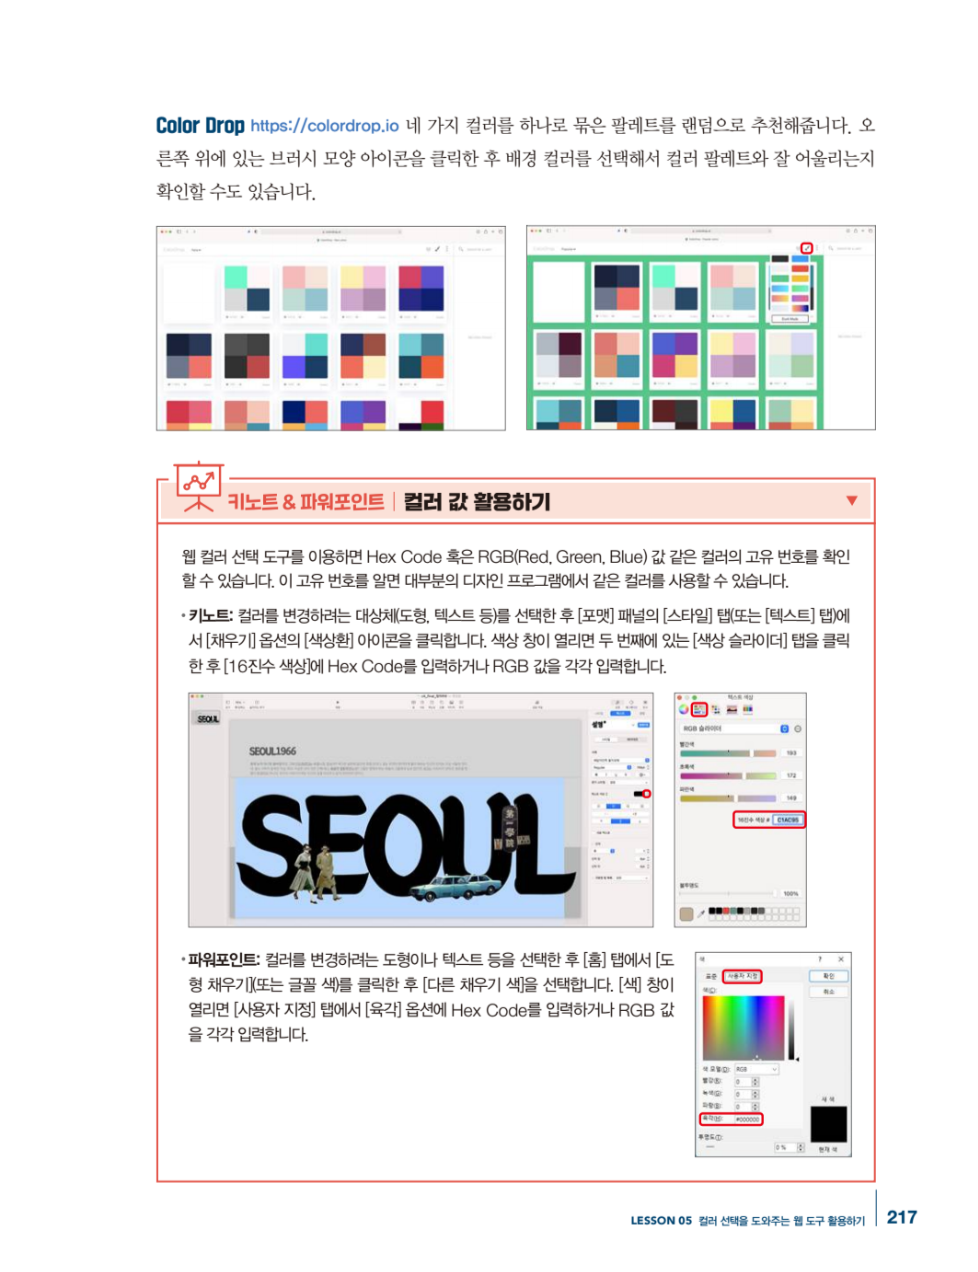 Color Drop https://colordrop.io 네 가지 컬러를 하나로 묶은 팔레트를 랜덤으로 추천해줍니다. 오
른쪽 위에 있는 브러시 모양 아이콘을 클릭한 후 배경 컬러를 선택해서 컬러 팔레트와 잘 어울리는지
확인할 수도 있습니다.
키노트 & 파워포인트 | 컬러 값 활용하기 ▼
웹 컬러 선택 도구를 이용하면 Hex Code 혹은 RGB(Red, Green, Blue) 값 같은 컬러의 고유 번호를 확인
할 수 있습니다. 이 고유 번호를 알면 대부분의 디자인 프로그램에서 같은 컬러를 사용할 수 있습니다.
• 키노트: 컬러를 변경하려는 대상체(도형, 텍스트 등)를 선택한 후 [포맷] 패널의 [스타일] 탭(또는 [텍스트] 탭)에
서 [채우기] 옵션의 [색상환] 아이콘을 클릭합니다. 색상 창이 열리면 두 번째에 있는 [색상 슬라이더] 탭을 클릭
한 후 [16진수 색상]에 Hex Code를 입력하거나 RGB 값을 각각 입력합니다.
SEOUL
SEOUL1966
SEOUL
第一學院
텍스트 색상
RGB 슬라이더
빨간색
193
초록색
172
파란색
149
16진수 색상 # C1AC95
불투명도
100%
• 파워포인트: 컬러를 변경하려는 도형이나 텍스트 등을 선택한 후 [홈] 탭에서 [도
형 채우기](또는 글꼴 색)를 클릭한 후 [다른 채우기 색]을 선택합니다. [색] 창이
열리면 [사용자 지정] 탭에서 [육각] 옵션에 Hex Code를 입력하거나 RGB 값
을 각각 입력합니다.
색 ? ×
표준 사용자 지정 확인
색(C): 취소
색 모델(D): RGB
빨강(R): 0
녹색(G): 0
파랑(B): 0
육각(H): #000000
새 색
투명도(T):
0 % 현재 색
LESSON 05 컬러 선택을 도와주는 웹 도구 활용하기 217